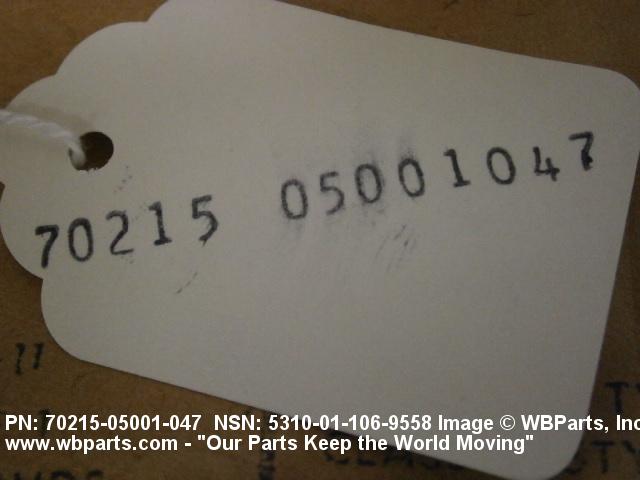 70215 05001047
PN: 70215-05001-047 NSN: 5310-01-106-9558 Image © WBParts, Inc
www.wbparts.com - "Our Parts Keep the World Moving"